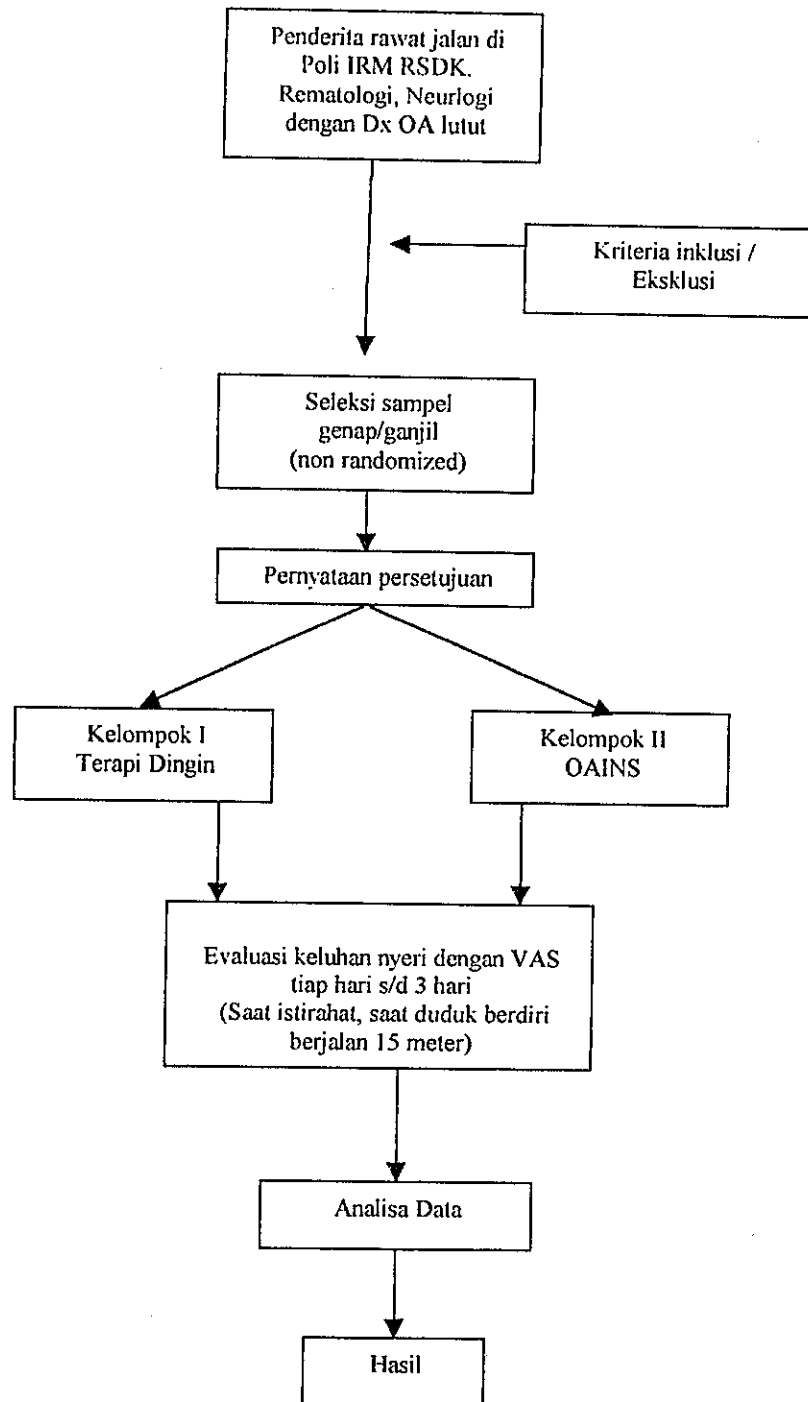 Penderita rawat jalan di
Poli IRM RSDK.
Rematologi, Neurlogi
dengan Dx OA lutut
Kriteria inklusi /
Eksklusi
Seleksi sampel
genap/ganjil
(non randomized)
Pernyataan persetujuan
Kelompok I
Terapi Dingin
Kelompok II
OAINS
Evaluasi keluhan nyeri dengan VAS
tiap hari s/d 3 hari
(Saat istirahat, saat duduk berdiri
berjalan 15 meter)
Analisa Data
Hasil